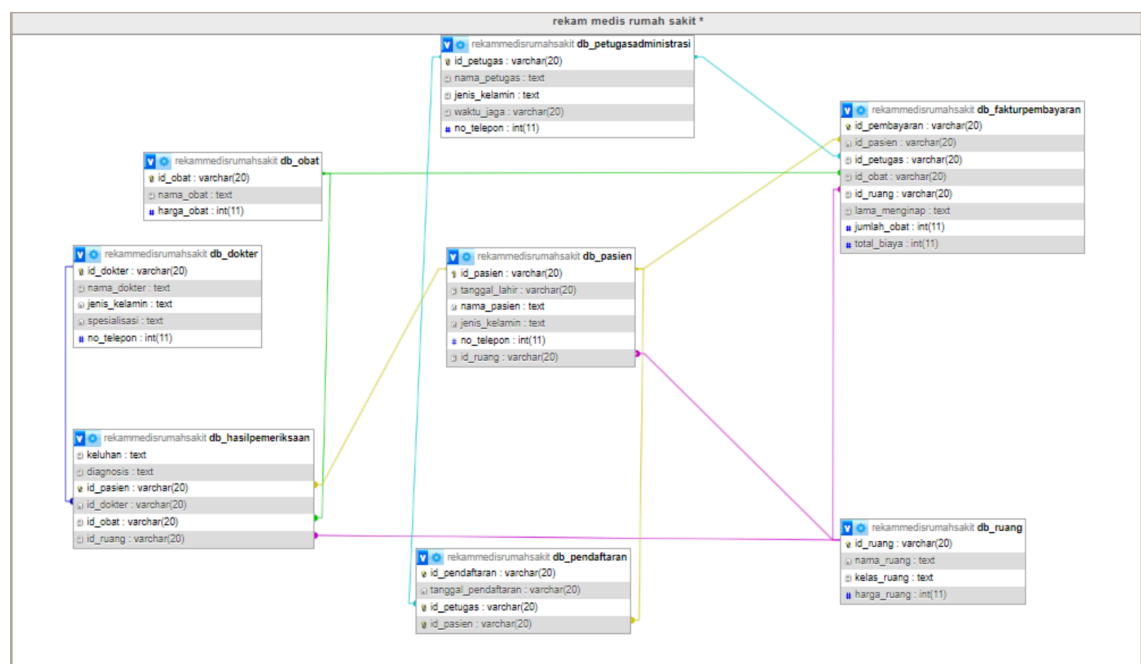 rekam medis rumah sakit *
rekammedisrumahsakit db_petugasadministrasi
id_petugas : varchar(20)
nama_petugas : text
jenis_kelamin : text
waktu_jaga : varchar(20)
no_telepon : int(11)
rekammedisrumahsakit db_fakturpembayaran
id_pembayaran : varchar(20)
id_pasien : varchar(20)
id_petugas : varchar(20)
id_obat : varchar(20)
id_ruang : varchar(20)
lama_menginap : text
jumlah_obat : int(11)
total_biaya : int(11)
rekammedisrumahsakit db_obat
id_obat : varchar(20)
nama_obat : text
harga_obat : int(11)
rekammedisrumahsakit db_dokter
id_dokter : varchar(20)
nama_dokter : text
jenis_kelamin : text
spesialisasi : text
no_telepon : int(11)
rekammedisrumahsakit db_pasien
id_pasien : varchar(20)
tanggal_lahir : varchar(20)
nama_pasien : text
jenis_kelamin : text
no_telepon : int(11)
id_ruang : varchar(20)
rekammedisrumahsakit db_hasilpemeriksaan
keluhan : text
diagnosis : text
id_pasien : varchar(20)
id_dokter : varchar(20)
id_obat : varchar(20)
id_ruang : varchar(20)
rekammedisrumahsakit db_pendaftaran
id_pendaftaran : varchar(20)
tanggal_pendaftaran : varchar(20)
id_petugas : varchar(20)
id_pasien : varchar(20)
rekammedisrumahsakit db_ruang
id_ruang : varchar(20)
nama_ruang : text
kelas_ruang : text
harga_ruang : int(11)